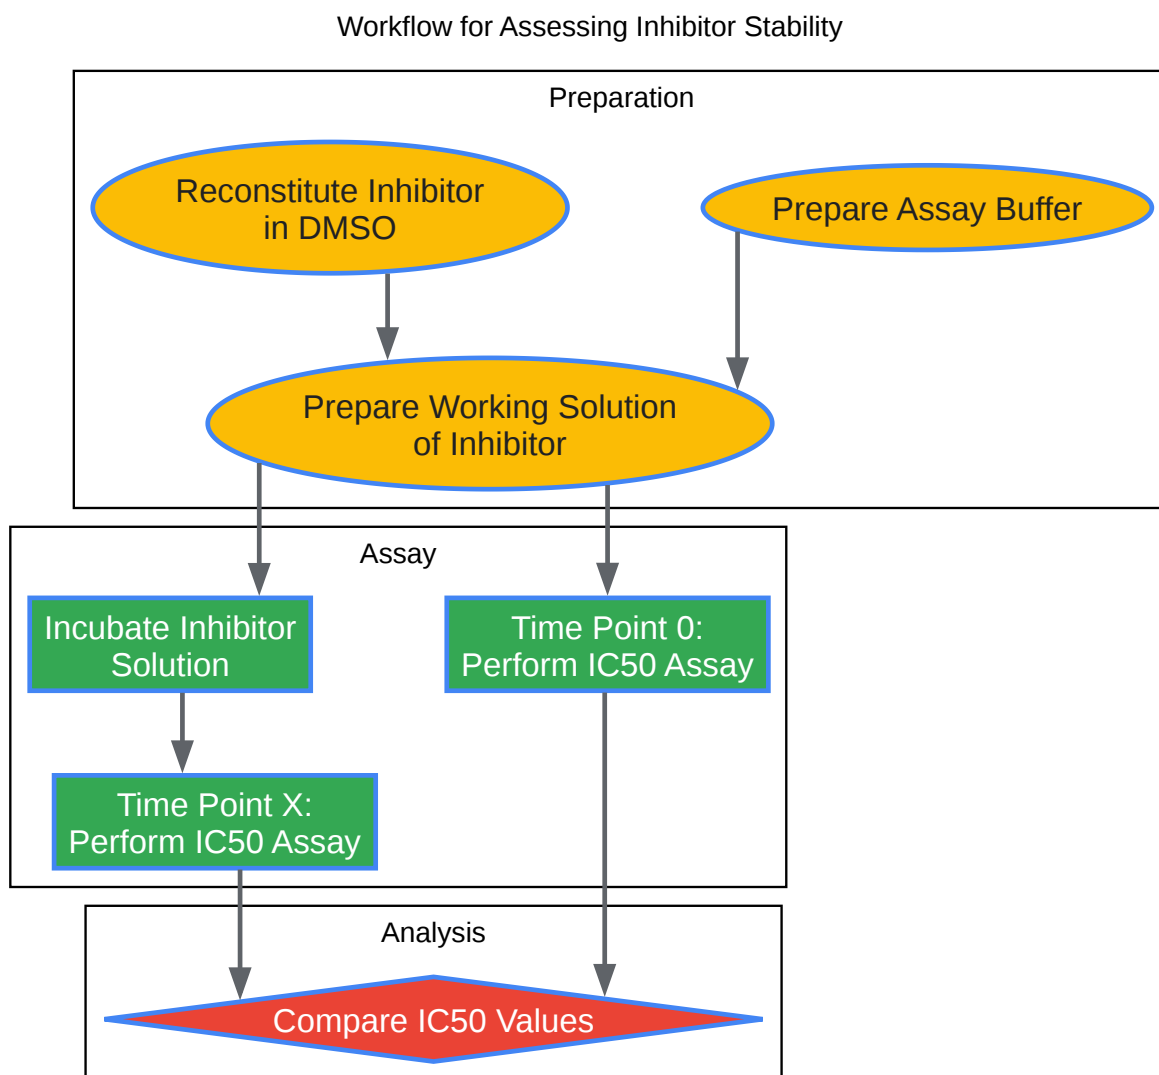 Workflow for Assessing Inhibitor Stability
Preparation
Reconstitute Inhibitor
in DMSO
Prepare Assay Buffer
Prepare Working Solution
of Inhibitor
Assay
Incubate Inhibitor
Solution
Time Point 0:
Perform IC50 Assay
Time Point X:
Perform IC50 Assay
Analysis
Compare IC50 Values